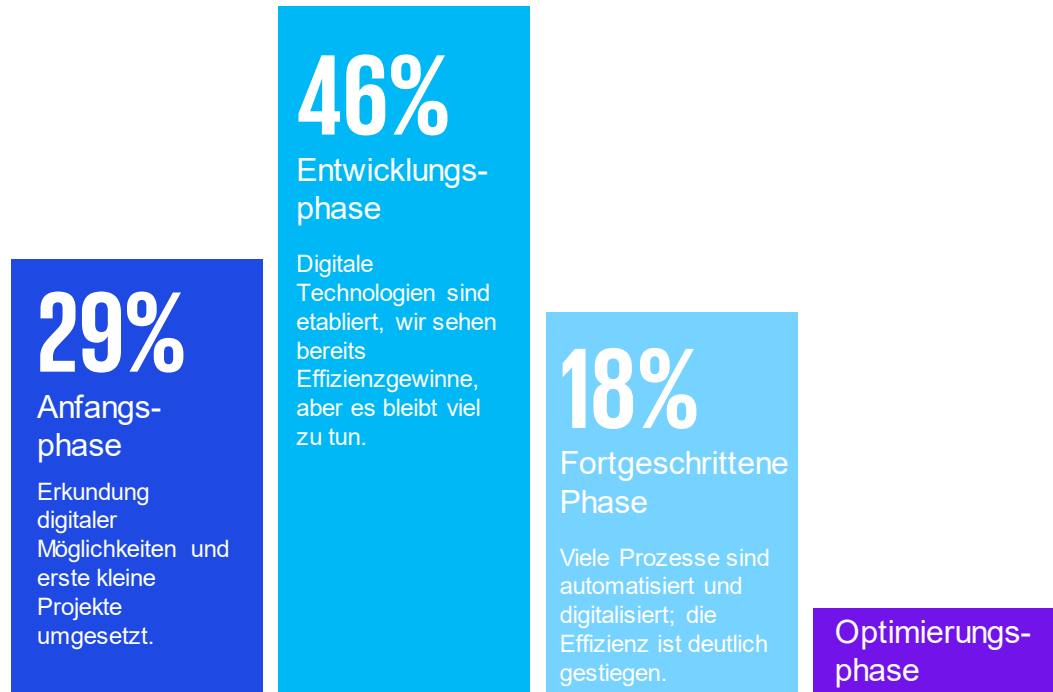 29%
Anfangs-
phase
Erkundung
digitaler
Möglichkeiten und
erste kleine
Projekte
umgesetzt.
46%
Entwicklungs-
phase
Digitale
Technologien sind
etabliert, wir sehen
bereits
Effizienzgewinne,
aber es bleibt viel
zu tun.
18%
Fortgeschrittene
Phase
Viele Prozesse sind
automatisiert und
digitalisiert; die
Effizienz ist deutlich
gestiegen.
Optimierungs-
phase